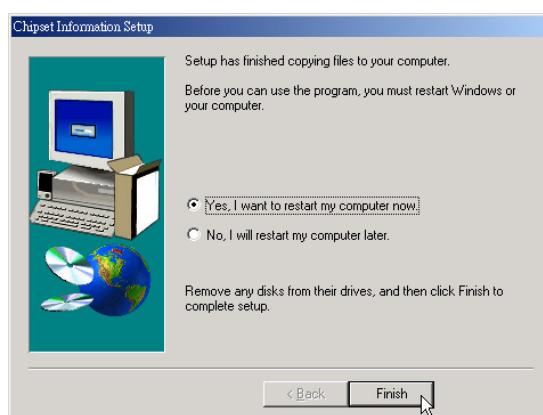 Chipset Information Setup
Setup has finished copying files to your computer.
Before you can use the program, you must restart Windows or
your computer.
Yes, I want to restart my computer now.
No, I will restart my computer later.
Remove any disks from their drives, and then click Finish to
complete setup.
< Back
Finish